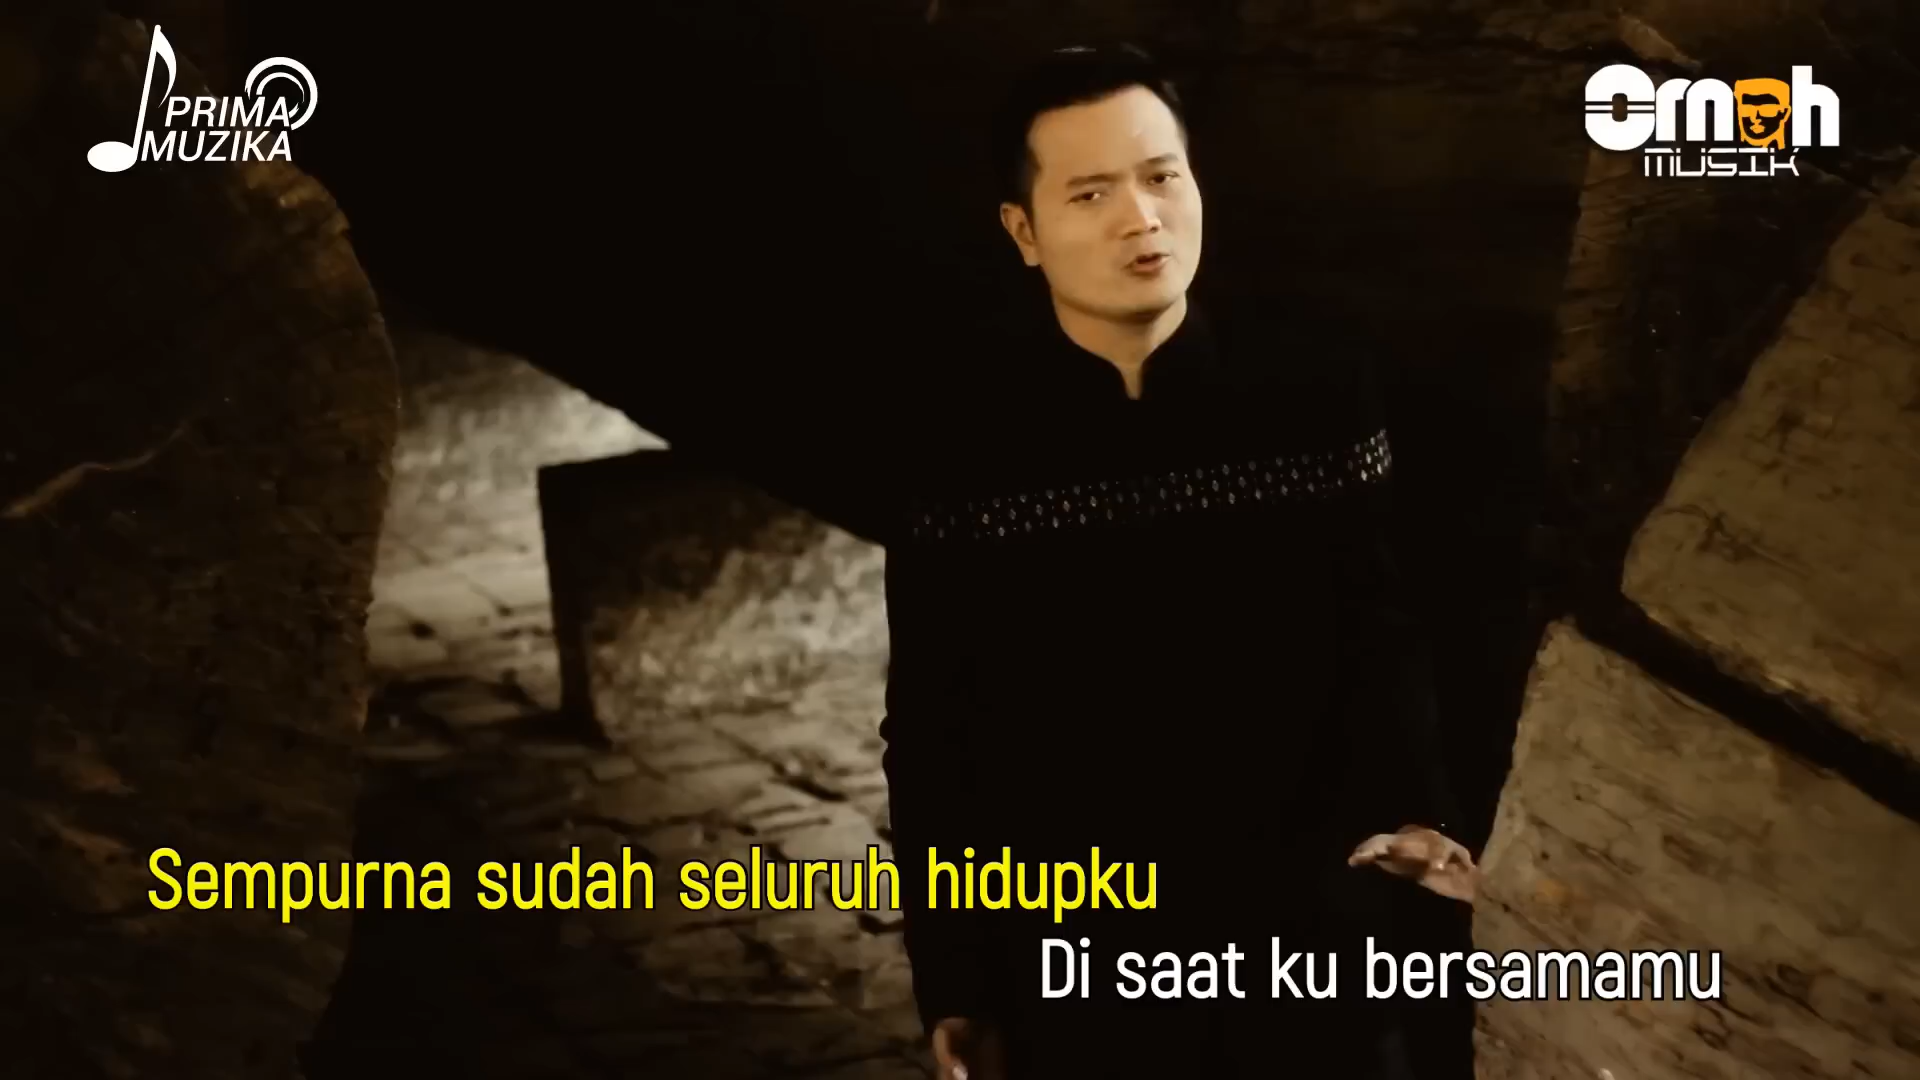 PRIMA
MUZIKA
Ornah
MUSIK
Sempurna sudah seluruh hidupku
Di saat ku bersamamu